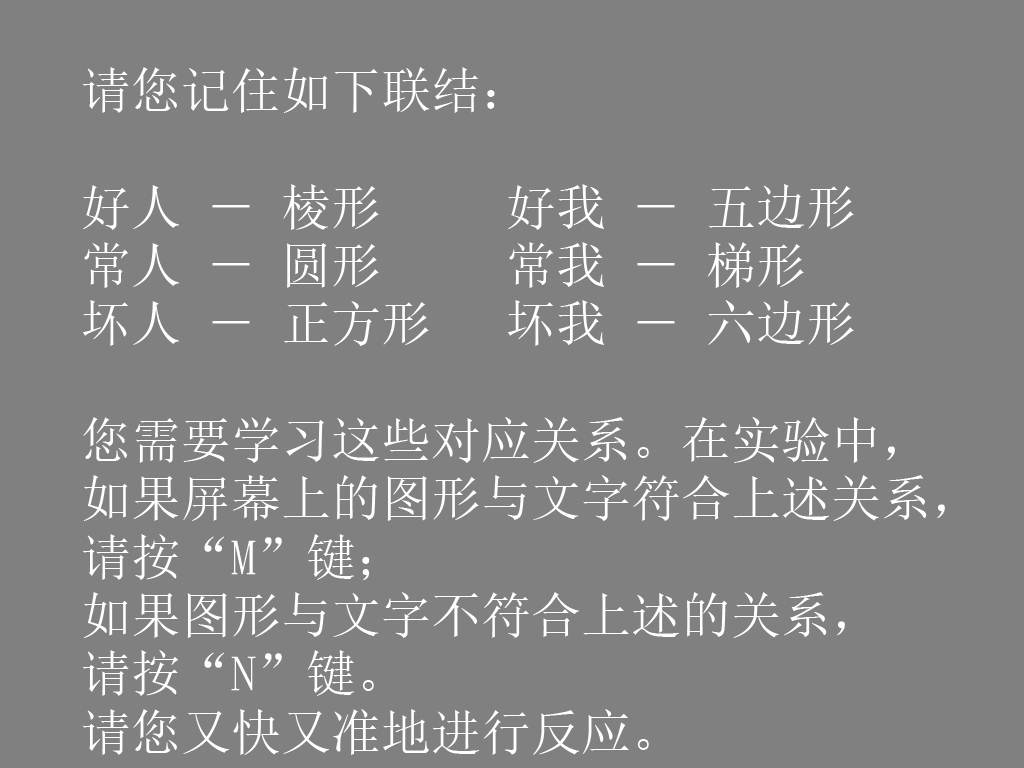 请您记住如下联结：
好人 — 棱形 好我 — 五边形
常人 — 圆形 常我 — 梯形
坏人 — 正方形 坏我 — 六边形
您需要学习这些对应关系。在实验中，
如果屏幕上的图形与文字符合上述关系，
请按“M”键；
如果图形与文字不符合上述的关系，
请按“N”键。
请您又快又准地进行反应。